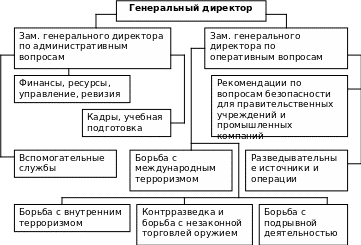 Генеральный директор
Зам. генерального директора
по административным
вопросам
Зам. генерального
директора по
оперативным вопросам
Финансы, ресурсы,
управление, ревизия
Рекомендации по
вопросам безопасности
для правительственных
учреждений и
промышленных
компаний
Кадры, учебная
подготовка
Вспомогательные
службы
Борьба с
международным
терроризмом
Разведывательны
е источники и
операции
Борьба с внутренним
терроризмом
Контрразведка и
борьба с незаконной
торговлей оружием
Борьба с
подрывной
деятельностью